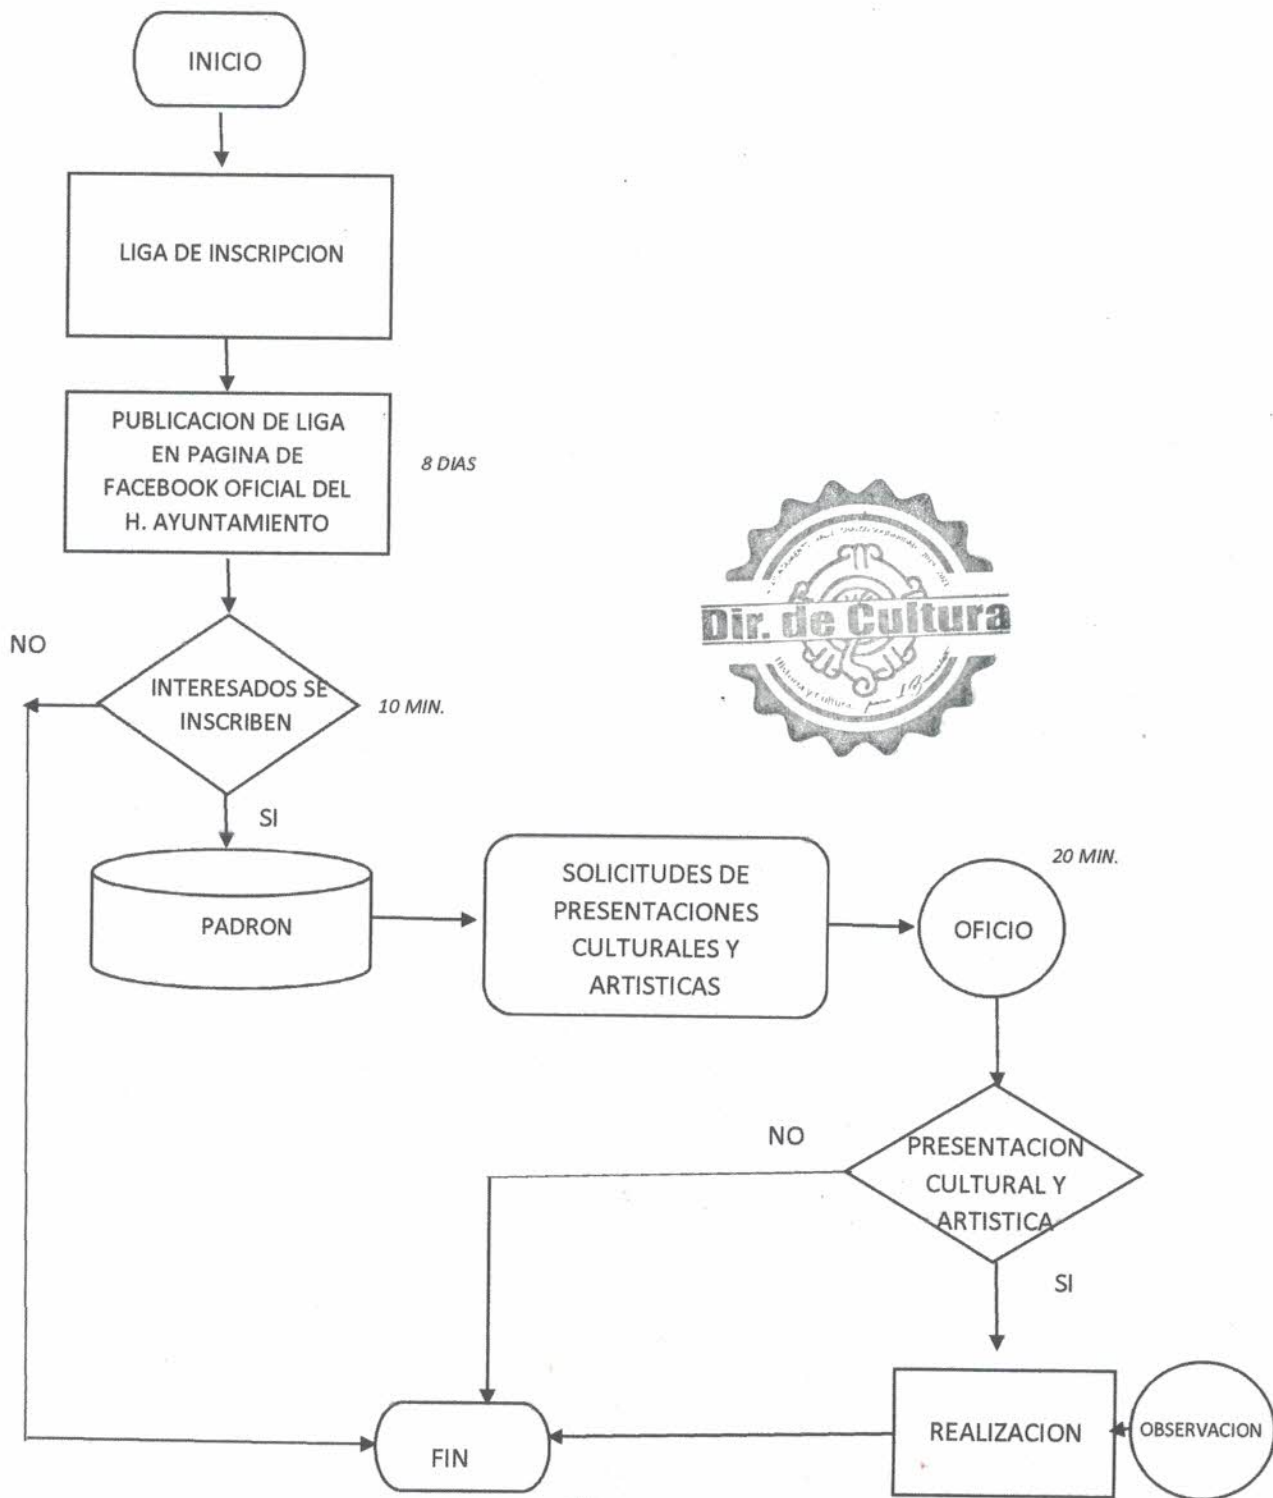 INICIO
LIGA DE INSCRIPCION
PUBLICACION DE LIGA
EN PAGINA DE
FACEBOOK OFICIAL DEL
H. AYUNTAMIENTO
8 DIAS
NO
INTERESADOS SE
INSCRIBEN
10 MIN.
SI
PADRON
SOLICITUDES DE
PRESENTACIONES
CULTURALES Y
ARTISTICAS
20 MIN.
OFICIO
NO
PRESENTACION
CULTURAL Y
ARTISTICA
SI
REALIZACION
OBSERVACION
FIN
Dir. de Cultura
Historia y Cultura